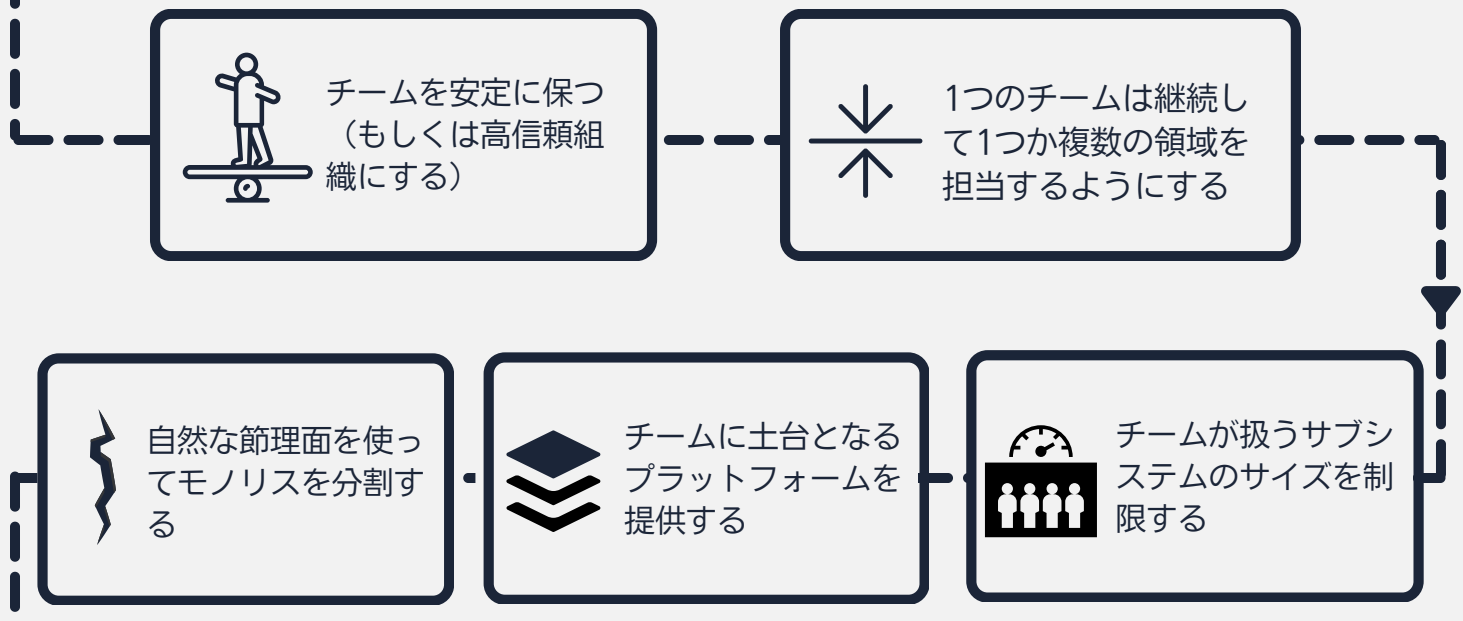 チームを安定に保つ
（もしくは高信頼組
織にする）
1つのチームは継続し
て1つか複数の領域を
担当するようにする
自然な節理面を使っ
てモノリスを分割す
る
チームに土台となる
プラットフォームを
提供する
チームが扱うサブシ
ステムのサイズを制
限する